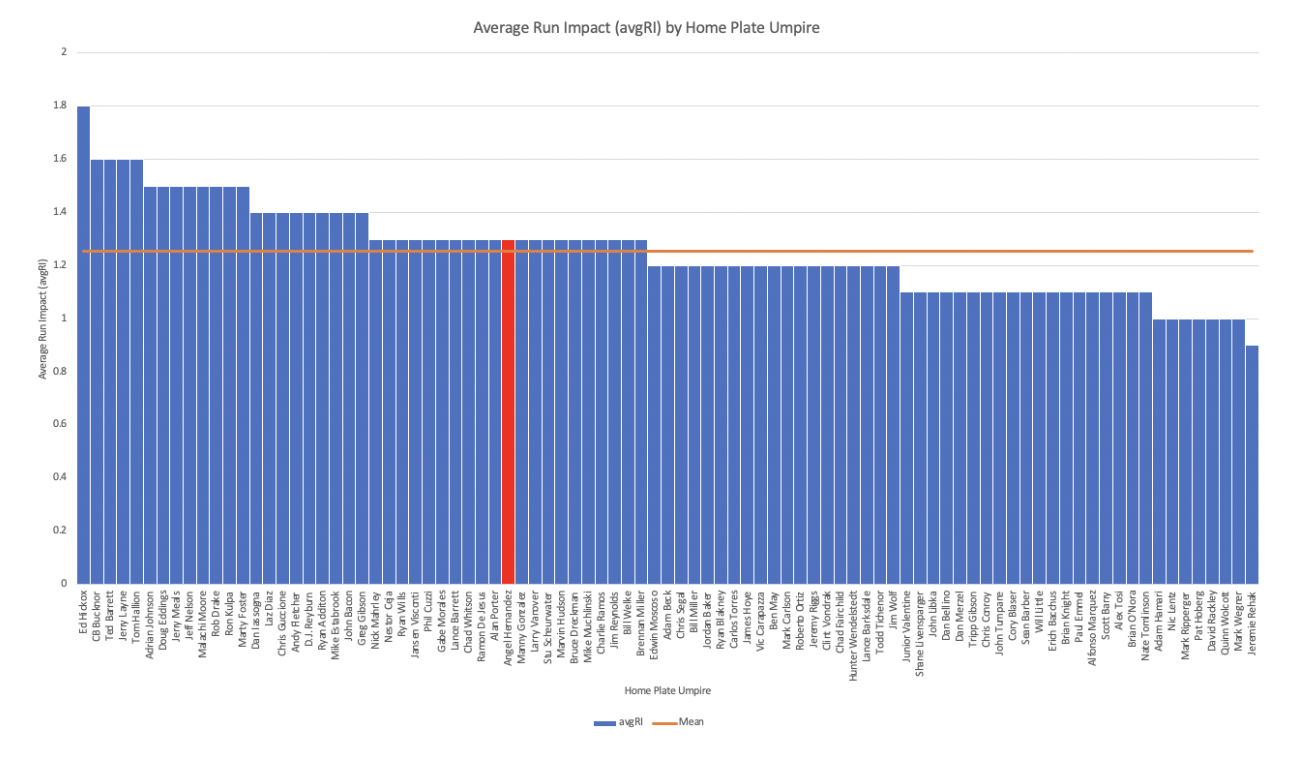 Average Run Impact (avgRI) by Home Plate Umpire
2
1.8
1.6
1.4
1.2
1
0.8
0.6
0.4
0.2
0
Average Run Impact (avgRI)
Ed Hickox
CB Bucknor
Ted Barrett
Jerry Layne
Tom Hallion
Adrian Johnson
Doug Eddings
Jerry Meals
Jeff Nelson
Malachi Moore
Rob Drake
Ron Kulpa
Marty Foster
Dan Iassogna
Laz Diaz
Chris Guccione
Andy Fletcher
D.J. Reyburn
Ryan Additon
Mike Estabrook
John Bacon
Greg Gibson
Nick Mahrley
Nestor Ceja
Ryan Wills
Jansen Visconti
Phil Cuzzi
Gabe Morales
Lance Barrett
Chad Whitson
Ramon De Jesus
Alan Porter
Angel Hernandez
Manny Gonzalez
Larry Vanover
Stu Scheurwater
Marvin Hudson
Bruce Dreckman
Mike Muchlinski
Charlie Ramos
Jim Reynolds
Bill Welke
Brennan Miller
Edwin Moscoso
Adam Beck
Chris Segal
Bill Miller
Jordan Baker
Ryan Blakney
Carlos Torres
James Hoye
Vic Carapazza
Ben May
Mark Carlson
Roberto Ortiz
Jeremy Riggs
Clint Vondrak
Chad Fairchild
Hunter Wendelstedt
Lance Barksdale
Todd Tichenor
Jim Wolf
Junior Valentine
Shane Livensparger
John Libka
Dan Bellino
Dan Merzel
Tripp Gibson
Chris Conroy
John Tumpane
Cory Blaser
Sean Barber
Will Little
Erich Bacchus
Brian Knight
Paul Emmel
Alfonso Marquez
Scott Barry
Alex Tosi
Brian O'Nora
Nate Tomlinson
Adam Hamari
Nic Lentz
Mark Ripperger
Pat Hoberg
David Rackley
Quinn Wolcott
Mark Wegner
Jeremie Rehak
Home Plate Umpire
avgRI
Mean